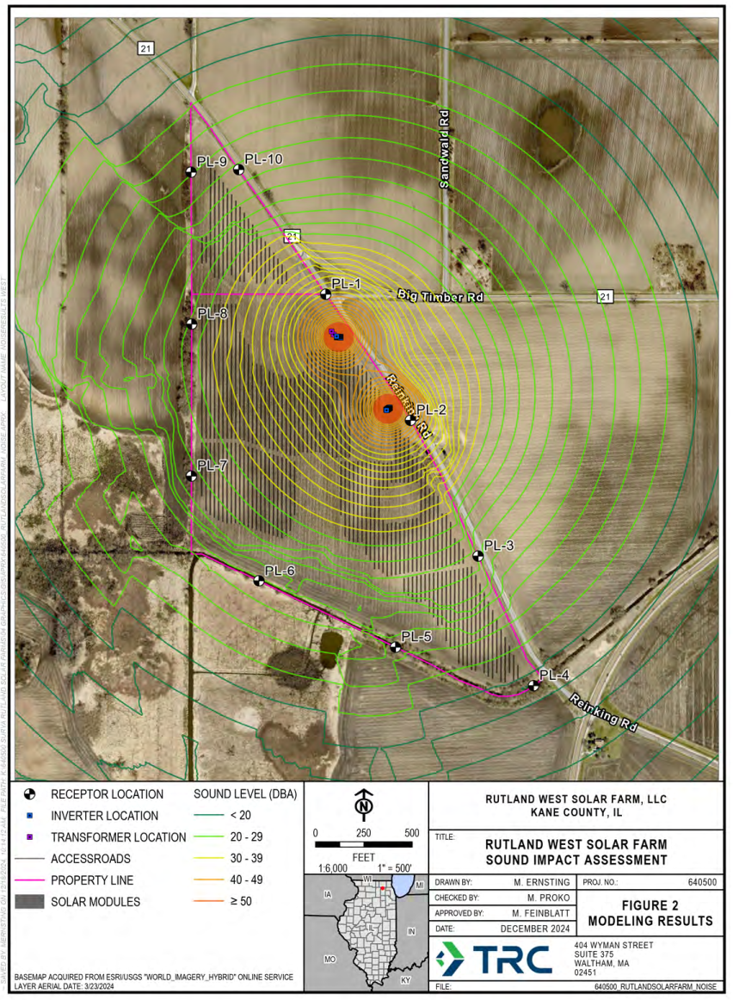 21
Sandwald Rd
PL-9
PL-10
21
PL-1
Big Timber Rd
21
PL-8
Reinking Rd
PL-2
PL-7
PL-3
PL-6
PL-5
PL-4
Reinking Rd
RECEPTOR LOCATION
INVERTER LOCATION
TRANSFORMER LOCATION
ACCESSROADS
PROPERTY LINE
SOLAR MODULES
SOUND LEVEL (DBA)
< 20
20 - 29
30 - 39
40 - 49
≥ 50
BASEMAP ACQUIRED FROM ESRI/USGS "WORLD_IMAGERY_HYBRID" ONLINE SERVICE
LAYER AERIAL DATE: 3/23/2024
N
0 250 500
FEET
1:6,000 1" = 500'
WI
MI
IA
IL
IN
MO
KY
RUTLAND WEST SOLAR FARM, LLC
KANE COUNTY, IL
TITLE:
RUTLAND WEST SOLAR FARM
SOUND IMPACT ASSESSMENT
DRAWN BY: M. ERNSTING
CHECKED BY: M. PROKO
APPROVED BY: M. FEINBLATT
DATE: DECEMBER 2024
PROJ. NO.: 640500
FIGURE 2
MODELING RESULTS
TRC
404 WYMAN STREET
SUITE 375
WALTHAM, MA
02451
FILE: 640500_RUTLANDSOLARFARM_NOISE